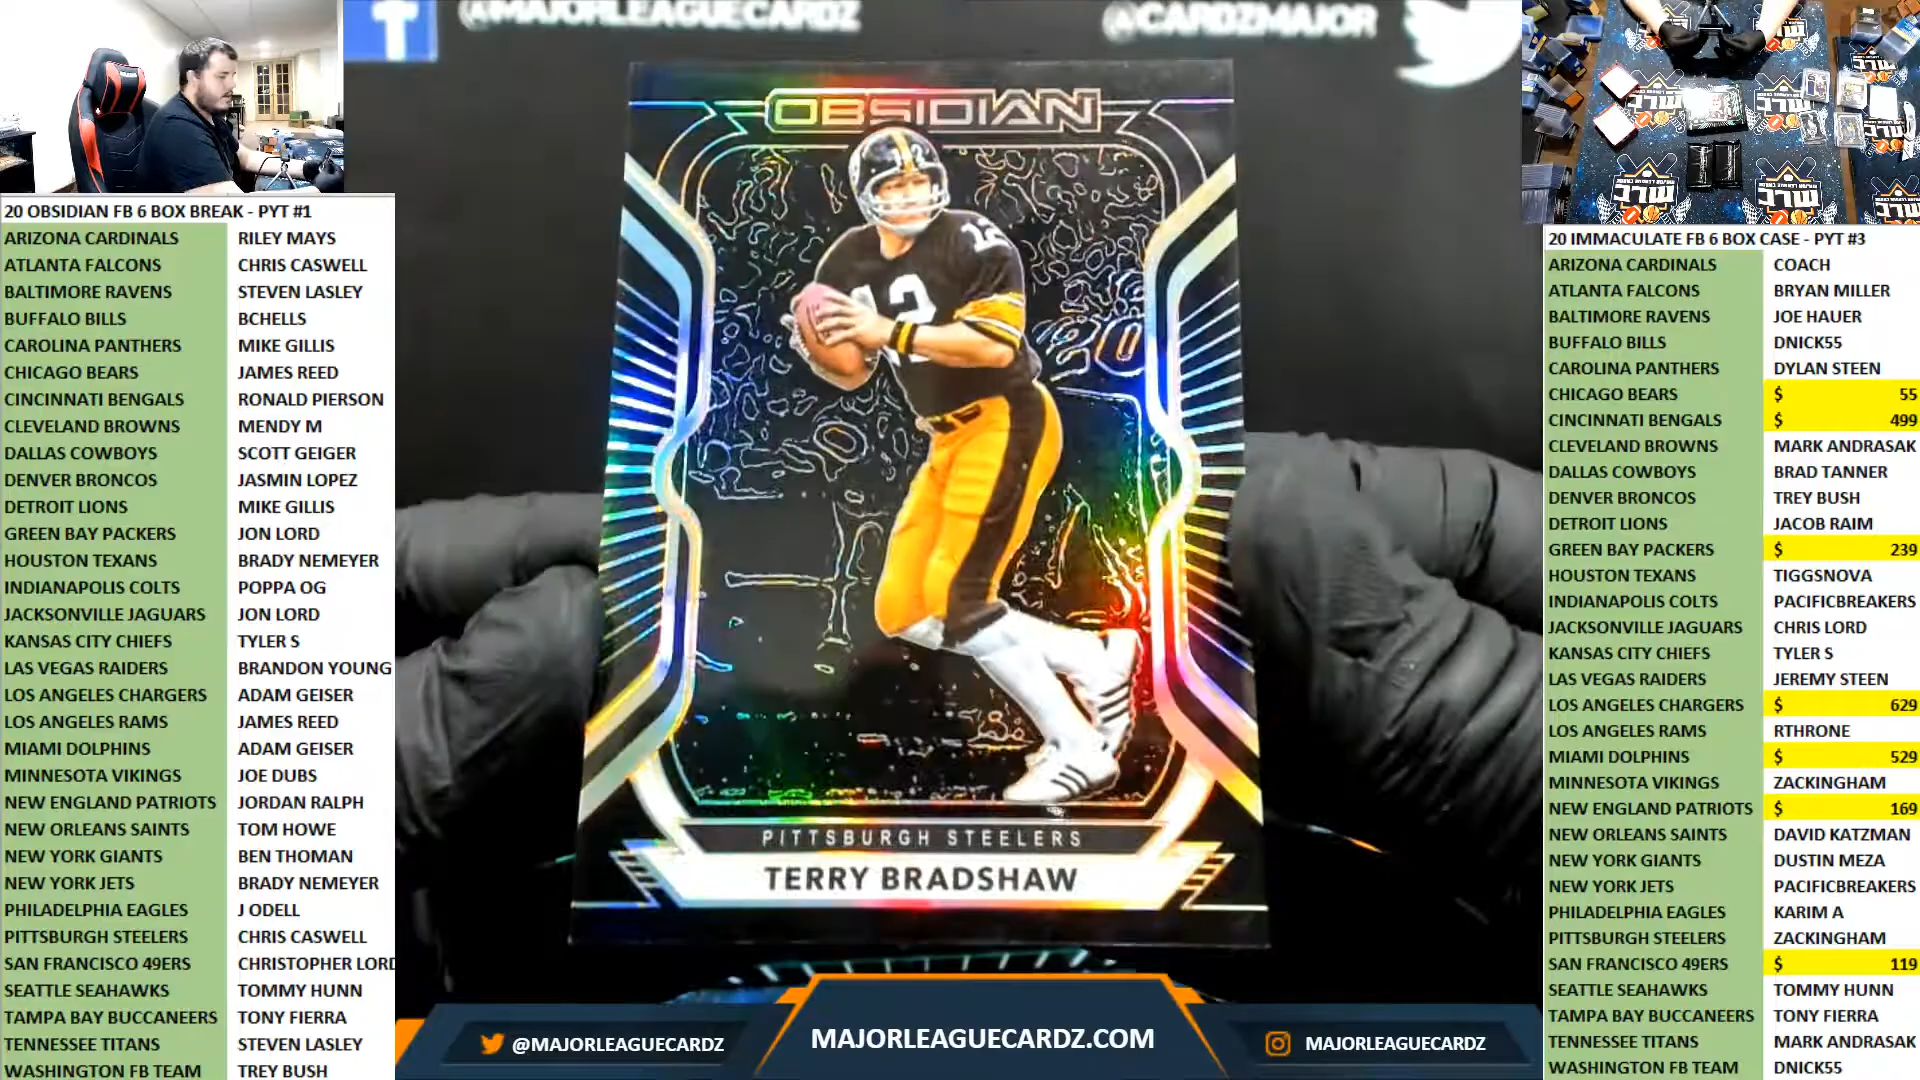 @MAJORLEAGUECARDZ
@CARDZMAJOR
20 OBSIDIAN FB 6 BOX BREAK - PYT #1
ARIZONA CARDINALS RILEY MAYS
ATLANTA FALCONS CHRIS CASWELL
BALTIMORE RAVENS STEVEN LASLEY
BUFFALO BILLS BCHELLS
CAROLINA PANTHERS MIKE GILLIS
CHICAGO BEARS JAMES REED
CINCINNATI BENGALS RONALD PIERSON
CLEVELAND BROWNS MENDY M
DALLAS COWBOYS SCOTT GEIGER
DENVER BRONCOS JASMIN LOPEZ
DETROIT LIONS MIKE GILLIS
GREEN BAY PACKERS JON LORD
HOUSTON TEXANS BRADY NEMEYER
INDIANAPOLIS COLTS POPPA OG
JACKSONVILLE JAGUARS JON LORD
KANSAS CITY CHIEFS TYLER S
LAS VEGAS RAIDERS BRANDON YOUNG
LOS ANGELES CHARGERS ADAM GEISER
LOS ANGELES RAMS JAMES REED
MIAMI DOLPHINS ADAM GEISER
MINNESOTA VIKINGS JOE DUBS
NEW ENGLAND PATRIOTS JORDAN RALPH
NEW ORLEANS SAINTS TOM HOWE
NEW YORK GIANTS BEN THOMAN
NEW YORK JETS BRADY NEMEYER
PHILADELPHIA EAGLES J ODELL
PITTSBURGH STEELERS CHRIS CASWELL
SAN FRANCISCO 49ERS CHRISTOPHER LORD
SEATTLE SEAHAWKS TOMMY HUNN
TAMPA BAY BUCCANEERS TONY FIERRA
TENNESSEE TITANS STEVEN LASLEY
WASHINGTON FB TEAM TREY BUSH
OBSIDIAN
12
12
12
20
PITTSBURGH STEELERS
TERRY BRADSHAW
@MAJORLEAGUECARDZ
MAJORLEAGUECARDZ.COM
MAJORLEAGUECARDZ
20 IMMACULATE FB 6 BOX CASE - PYT #3
ARIZONA CARDINALS COACH
ATLANTA FALCONS BRYAN MILLER
BALTIMORE RAVENS JOE HAUER
BUFFALO BILLS DNICK55
CAROLINA PANTHERS DYLAN STEEN
CHICAGO BEARS $ 55
CINCINNATI BENGALS $ 499
CLEVELAND BROWNS MARK ANDRASAK
DALLAS COWBOYS BRAD TANNER
DENVER BRONCOS TREY BUSH
DETROIT LIONS JACOB RAIM
GREEN BAY PACKERS $ 239
HOUSTON TEXANS TIGGSNOVA
INDIANAPOLIS COLTS PACIFICBREAKERS
JACKSONVILLE JAGUARS CHRIS LORD
KANSAS CITY CHIEFS TYLER S
LAS VEGAS RAIDERS JEREMY STEEN
LOS ANGELES CHARGERS $ 629
LOS ANGELES RAMS RTHRONE
MIAMI DOLPHINS $ 529
MINNESOTA VIKINGS ZACKINGHAM
NEW ENGLAND PATRIOTS $ 169
NEW ORLEANS SAINTS DAVID KATZMAN
NEW YORK GIANTS DUSTIN MEZA
NEW YORK JETS PACIFICBREAKERS
PHILADELPHIA EAGLES KARIM A
PITTSBURGH STEELERS ZACKINGHAM
SAN FRANCISCO 49ERS $ 119
SEATTLE SEAHAWKS TOMMY HUNN
TAMPA BAY BUCCANEERS TONY FIERRA
TENNESSEE TITANS MARK ANDRASAK
WASHINGTON FB TEAM DNICK55